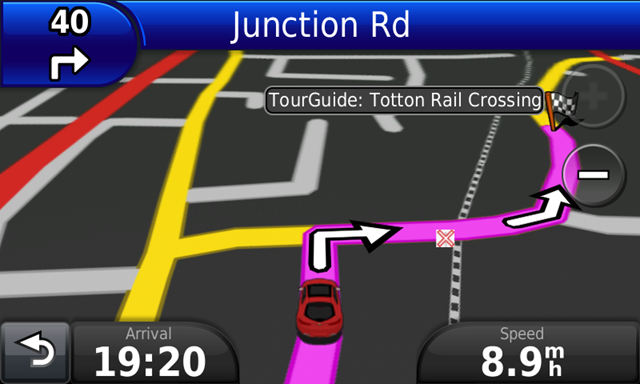 40
Junction Rd
TourGuide: Totton Rail Crossing
Arrival
19:20
Speed
8.9 m
h